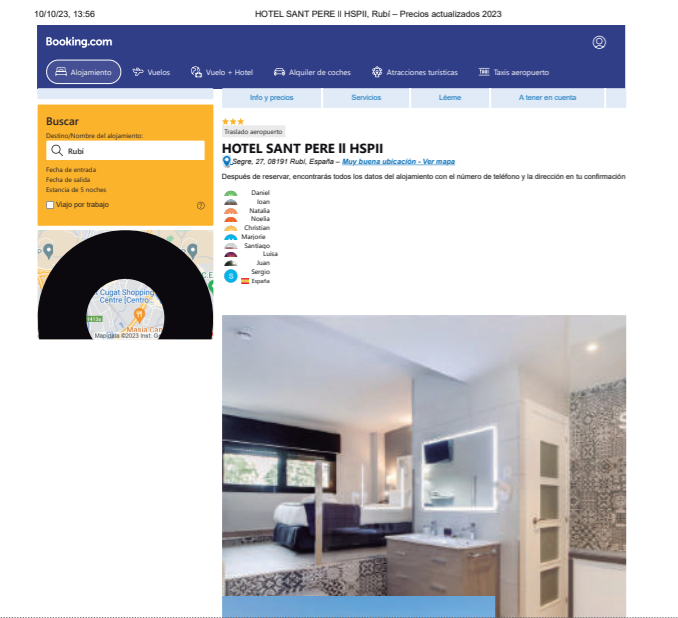 10/10/23, 13:56
HOTEL SANT PERE II HSPII, Rubí – Precios actualizados 2023
Booking.com
Alojamiento
Vuelos
Vuelo + Hotel
Alquiler de coches
Atracciones turísticas
TAXI Taxis aeropuerto
Info y precios
Servicios
Léeme
A tener en cuenta
Buscar
Destino/Nombre del alojamiento:
Rubí
Fecha de entrada
Fecha de salida
Estancia de 5 noches
Viajo por trabajo
Traslado aeropuerto
HOTEL SANT PERE II HSPII
Segre, 27, 08191 Rubí, España – Muy buena ubicación - Ver mapa
Después de reservar, encontrarás todos los datos del alojamiento con el número de teléfono y la dirección en tu confirmación
Daniel
Ioan
Natalia
Noelia
Christian
Marjorie
Santiago
Luisa
Juan
S Sergio
España
Cugat Shopping
Centre [Centro...
Masia Can
Map data ©2023 Inst. G